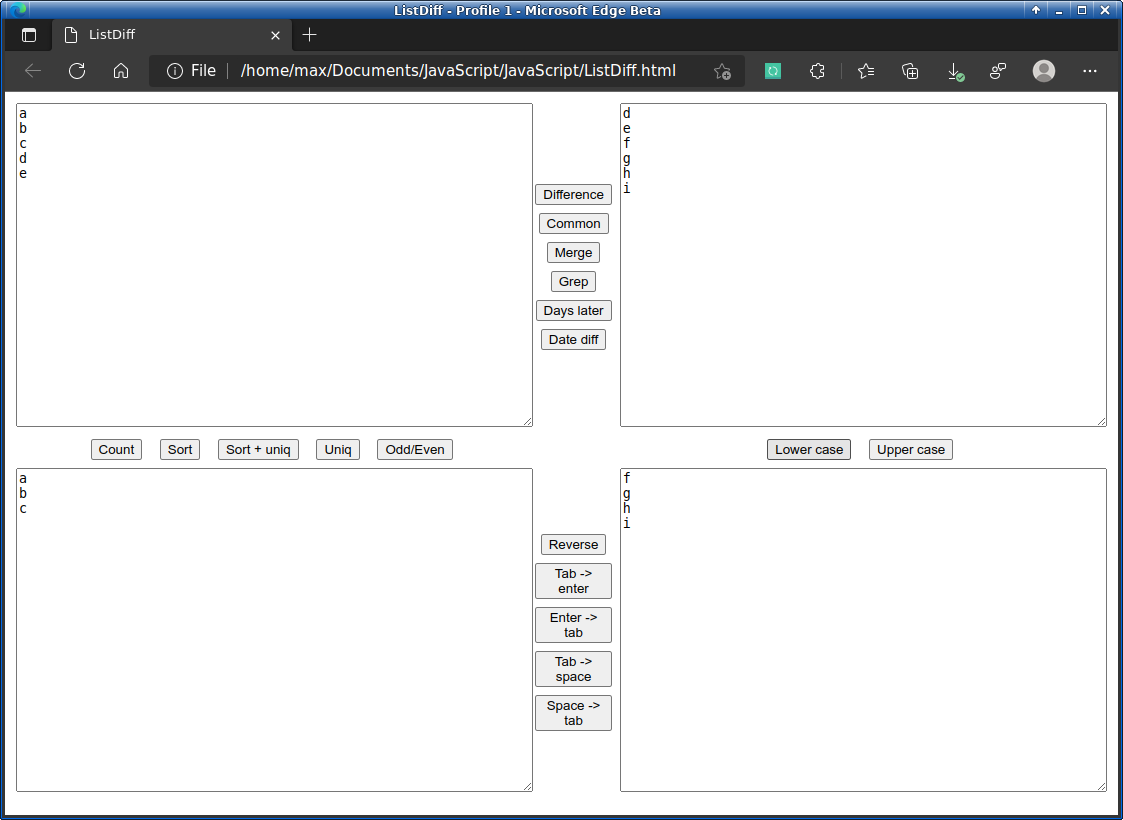 ListDiff - Profile 1 - Microsoft Edge Beta
ListDiff
File
/home/max/Documents/JavaScript/JavaScript/ListDiff.html
a
b
c
d
e
Difference
Common
Merge
Grep
Days later
Date diff
d
e
f
g
h
i
Count Sort Sort + uniq Uniq Odd/Even
Lower case Upper case
a
b
c
Reverse
Tab ->
enter
Enter ->
tab
Tab ->
space
Space ->
tab
f
g
h
i